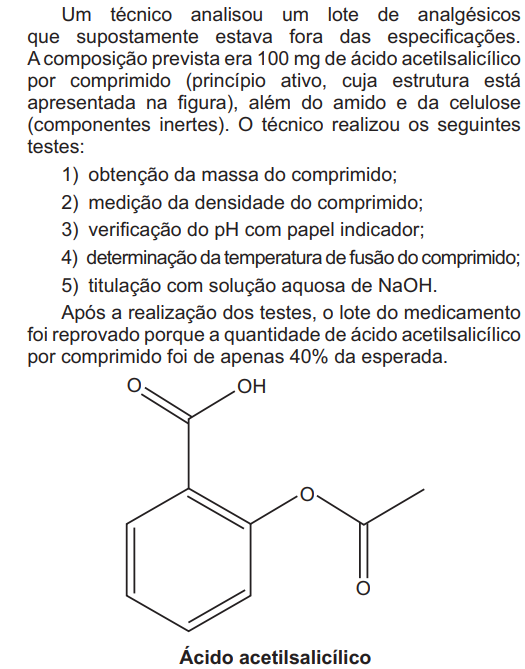 Um técnico analisou um lote de analgésicos
que supostamente estava fora das especificações.
A composição prevista era 100 mg de ácido acetilsalicílico
por comprimido (princípio ativo, cuja estrutura está
apresentada na figura), além do amido e da celulose
(componentes inertes). O técnico realizou os seguintes
testes:
1) obtenção da massa do comprimido;
2) medição da densidade do comprimido;
3) verificação do pH com papel indicador;
4) determinação da temperatura de fusão do comprimido;
5) titulação com solução aquosa de NaOH.
Após a realização dos testes, o lote do medicamento
foi reprovado porque a quantidade de ácido acetilsalicílico
por comprimido foi de apenas 40% da esperada.
O OH
O
O
Ácido acetilsalicílico